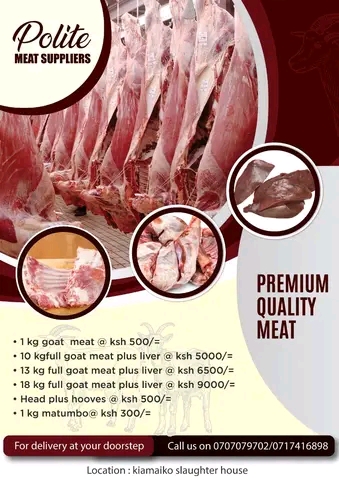 Polite
MEAT SUPPLIERS
PREMIUM
QUALITY
MEAT
• 1 kg goat meat @ ksh 500/=
• 10 kgfull goat meat plus liver @ ksh 5000/=
• 13 kg full goat meat plus liver @ ksh 6500/=
• 18 kg full goat meat plus liver @ ksh 9000/=
• Head plus hooves @ ksh 500/=
• 1 kg matumbo@ ksh 300/=
For delivery at your doorstep
Call us on 0707079702/0717416898
Location : kiamaiko slaughter house